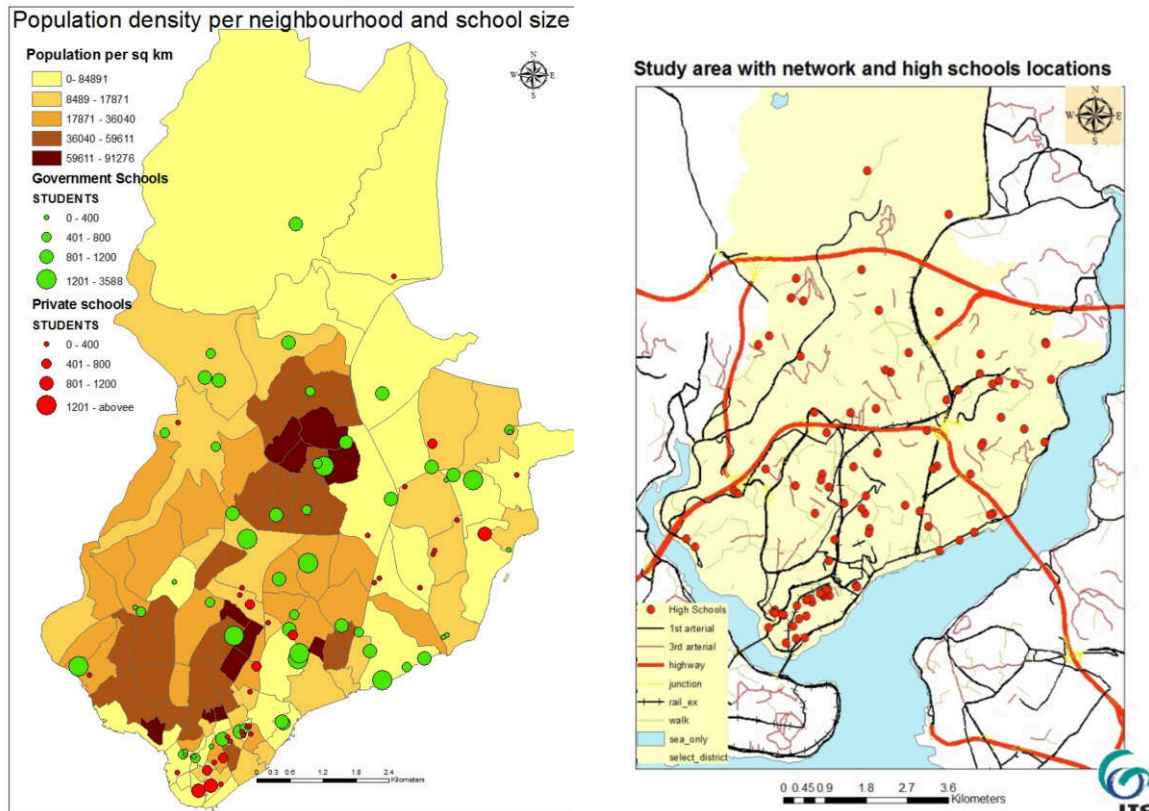 Population density per neighbourhood and school size
Population per sq km
0- 84891
8489 - 17871
17871 - 36040
36040 - 59611
59611 - 91276
Government Schools
STUDENTS
0 - 400
401 - 800
801 - 1200
1201 - 3588
Private schools
STUDENTS
0 - 400
401 - 800
801 - 1200
1201 - abovee
N
W E
S
0 0.3 0.6 1.2 1.8 2.4
Kilometers
Study area with network and high schools locations
N
W E
S
High Schools
1st arterial
3rd arterial
highway
junction
rail_ex
walk
sea_only
select_district
0 0.45 0.9 1.8 2.7 3.6
Kilometers
ITC